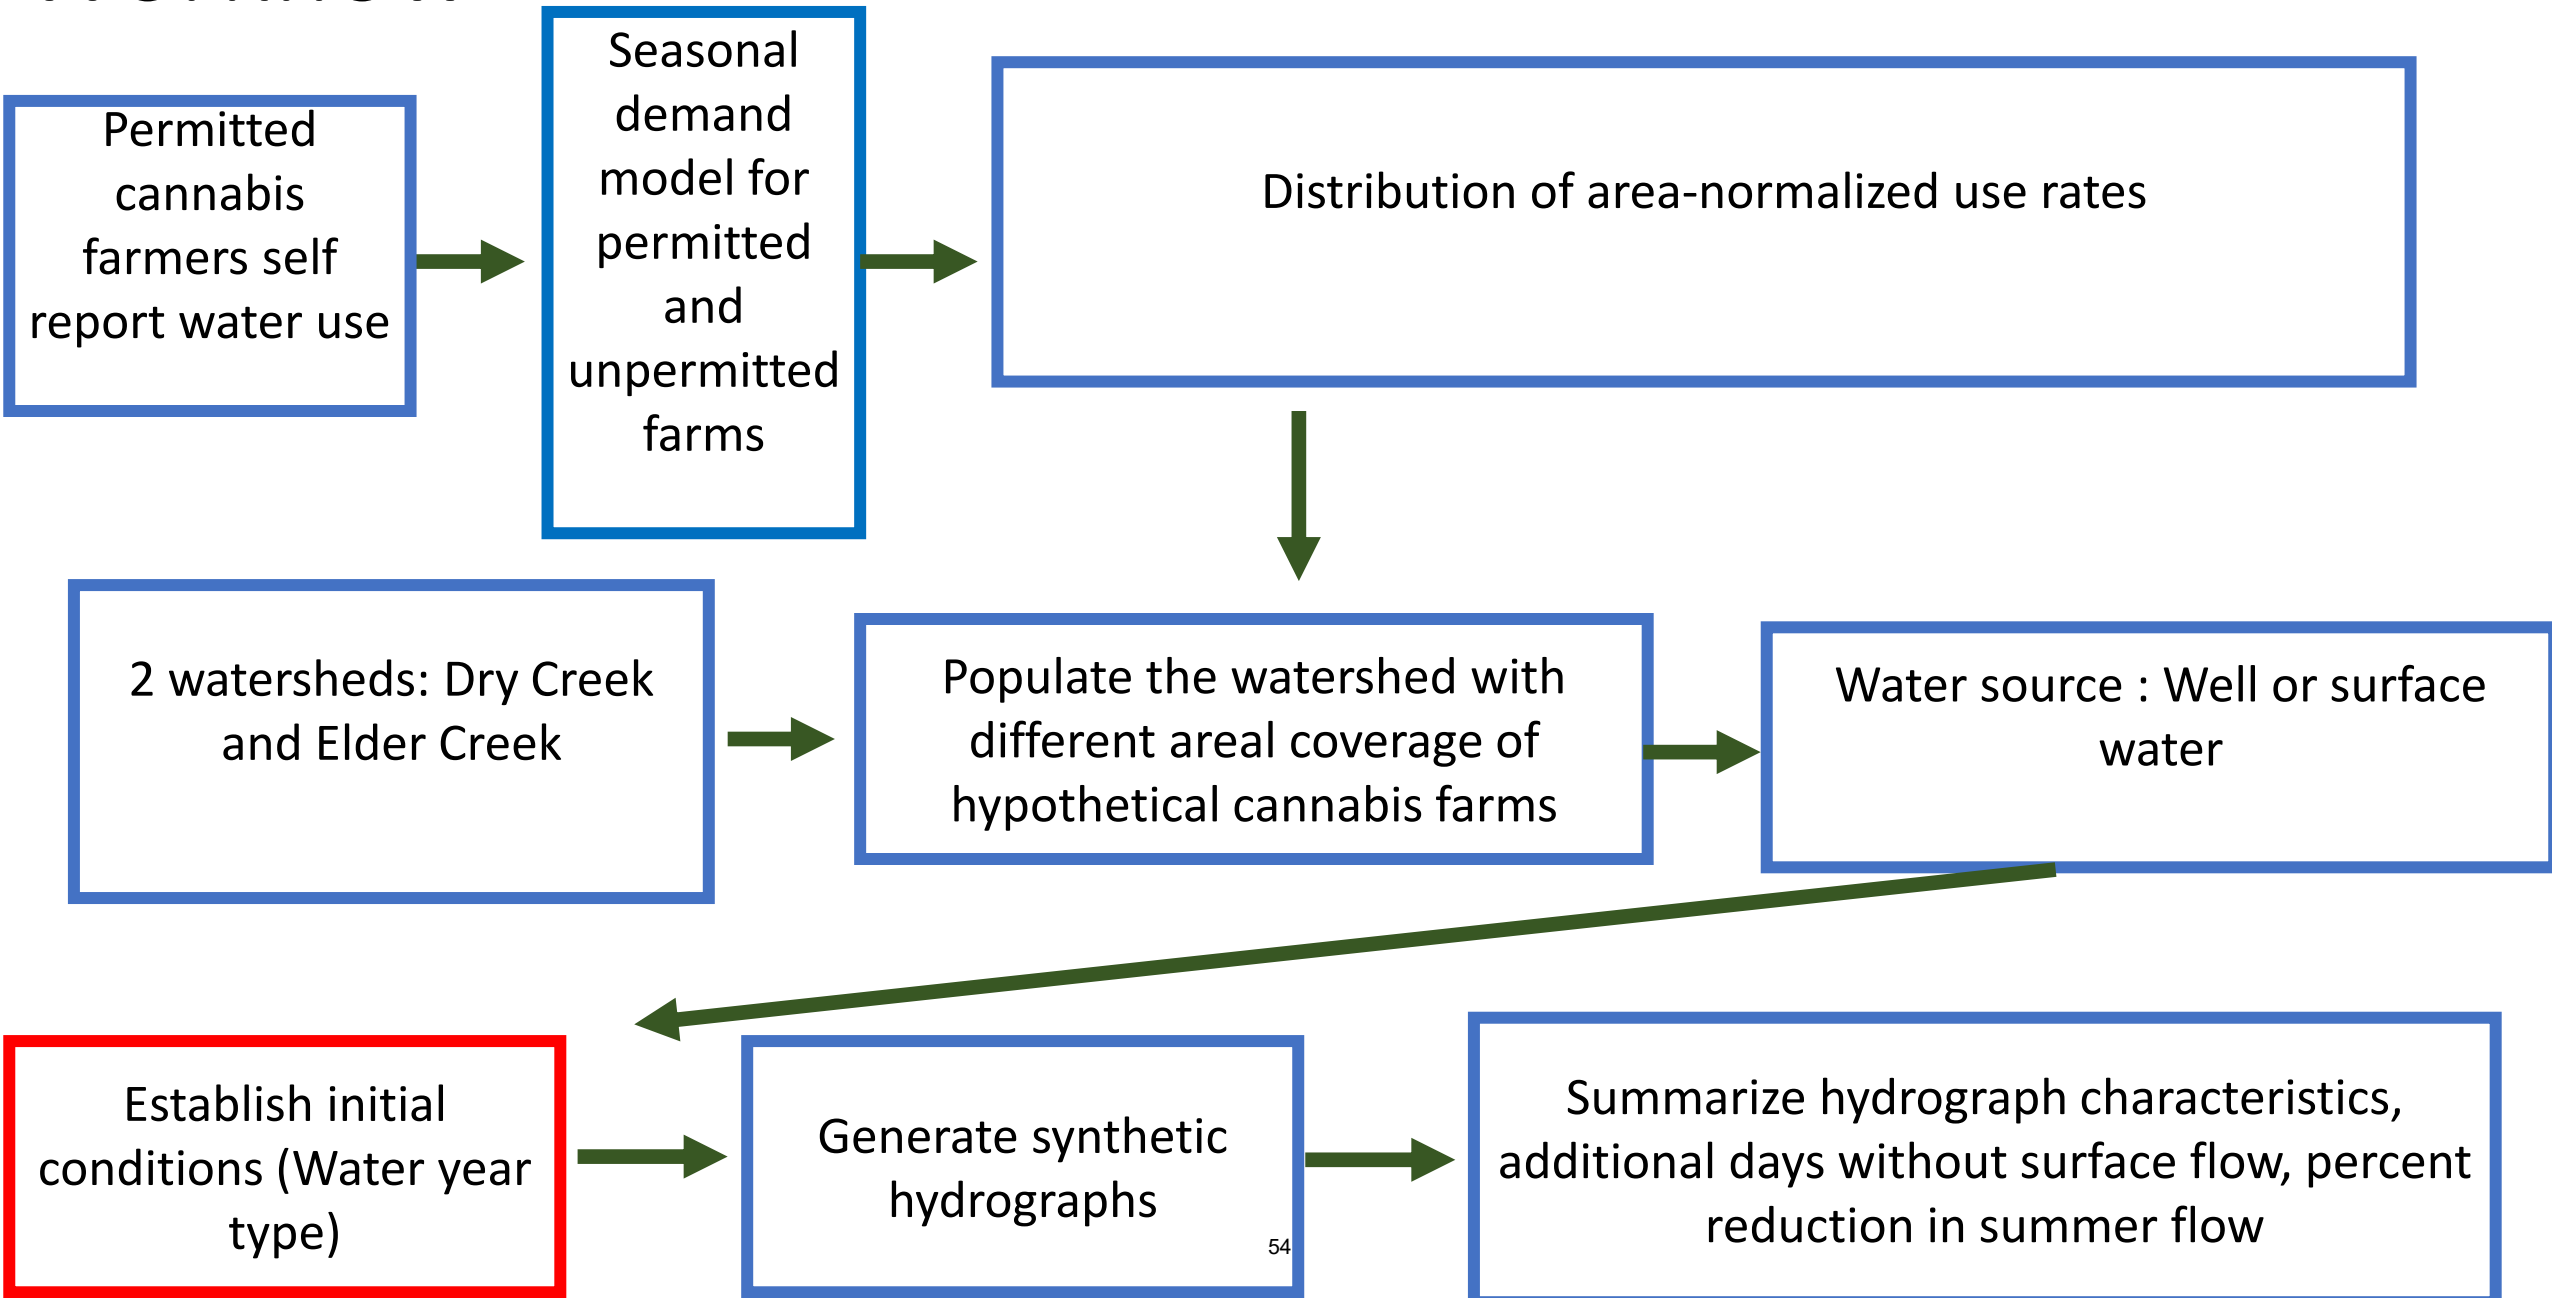 Permitted
cannabis
farmers self
report water use
Seasonal
demand
model for
permitted
and
unpermitted
farms
Distribution of area-normalized use rates
2 watersheds: Dry Creek
and Elder Creek
Populate the watershed with
different areal coverage of
hypothetical cannabis farms
Water source : Well or surface
water
Establish initial
conditions (Water year
type)
Generate synthetic
hydrographs
54
Summarize hydrograph characteristics,
additional days without surface flow, percent
reduction in summer flow